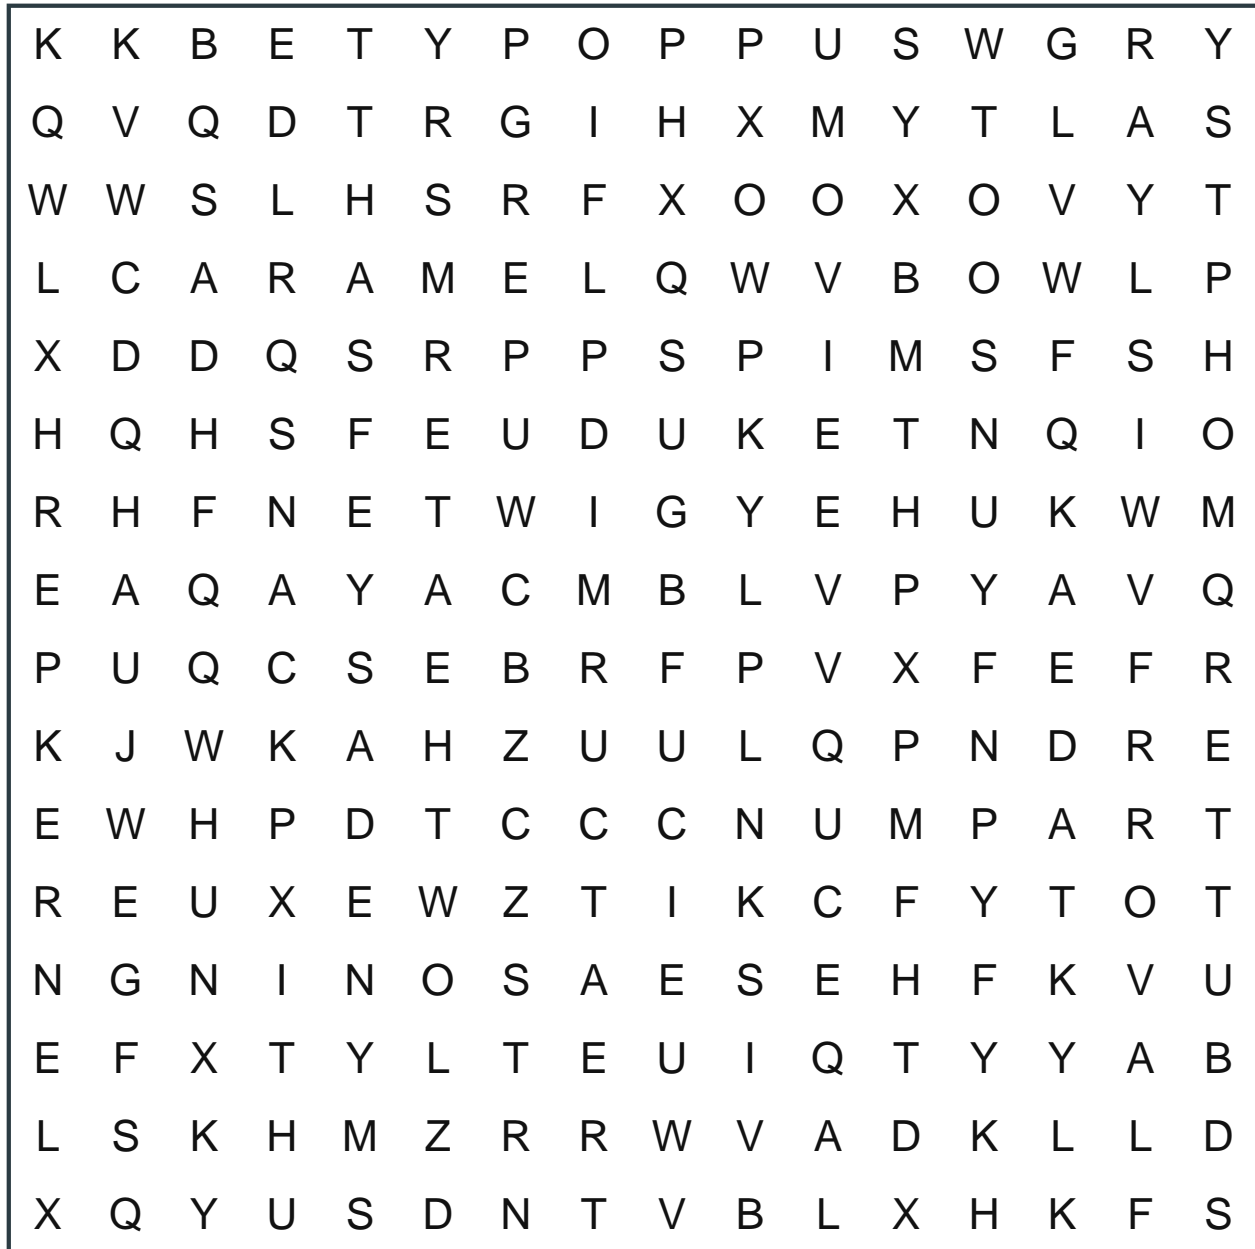 K K B E T Y P O P P U S W G R Y
Q V Q D T R G I H X M Y T L A S
W W S L H S R F X O O X O V Y T
L C A R A M E L Q W V B O W L P
X D D Q S R P P S P I M S F S H
H Q H S F E U D U K E T N Q I O
R H F N E T W I G Y E H U K W M
E A Q A Y A C M B L V P Y A V Q
P U Q C S E B R F P V X F E F R
K J W K A H Z U U L Q P N D R E
E W H P D T C C C N U M P A R T
R E U X E W Z T I K C F Y T O T
N G N I N O S A E S E H F K V U
E F X T Y L T E U I Q T Y Y A B
L S K H M Z R R W V A D K L L D
X Q Y U S D N T V B L X H K F S